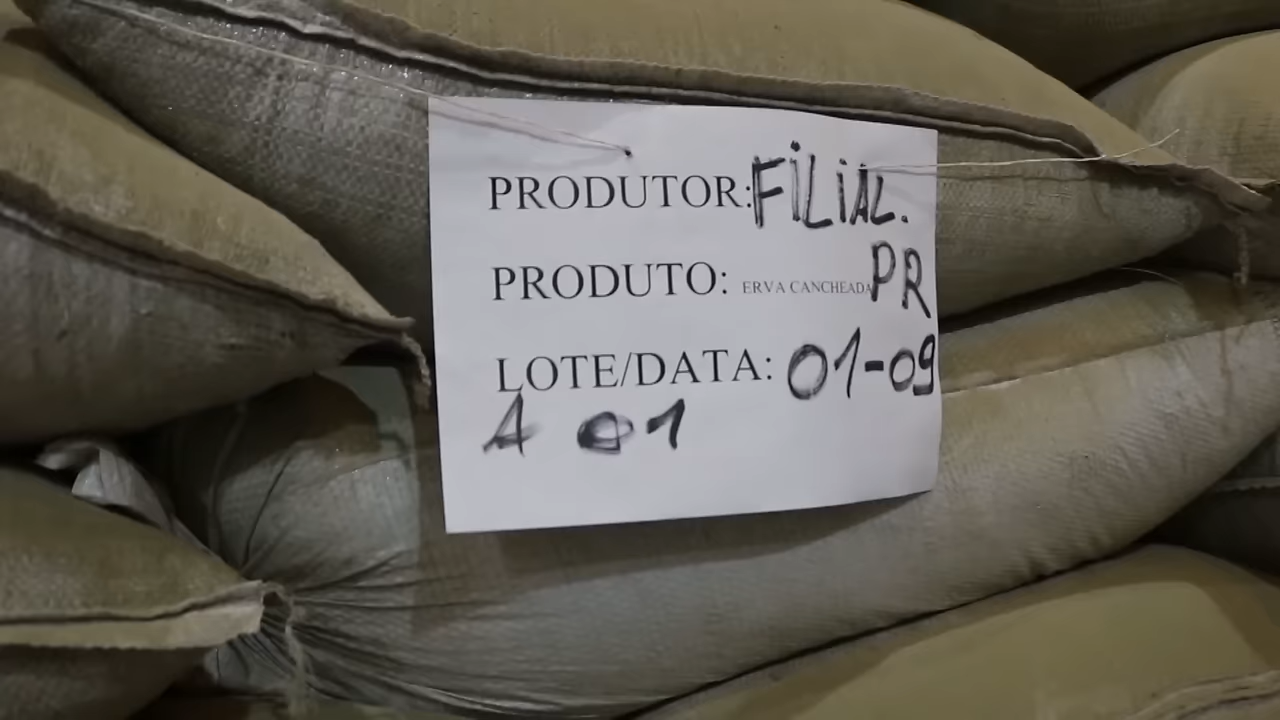 PRODUTOR: FiLiAL.
PRODUTO: ERVA CANCHEADA PR
LOTE/DATA: 01-09
A 01